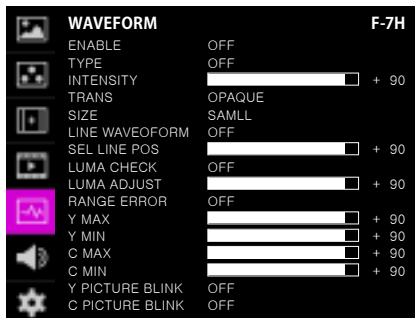 WAVEFORM F-7H
ENABLE OFF
TYPE OFF
INTENSITY + 90
TRANS OPAQUE
SIZE SAMLL
LINE WAVEOFORM OFF
SEL LINE POS + 90
LUMA CHECK OFF
LUMA ADJUST + 90
RANGE ERROR OFF
Y MAX + 90
Y MIN + 90
C MAX + 90
C MIN + 90
Y PICTURE BLINK OFF
C PICTURE BLINK OFF